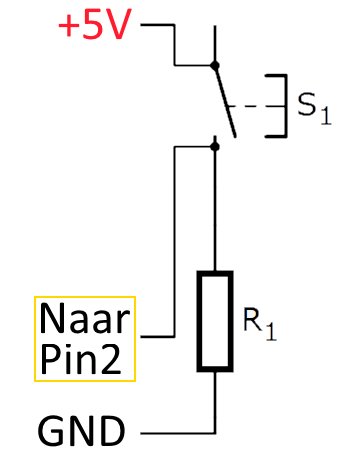 +5V
S1
Naar
Pin2
R1
GND